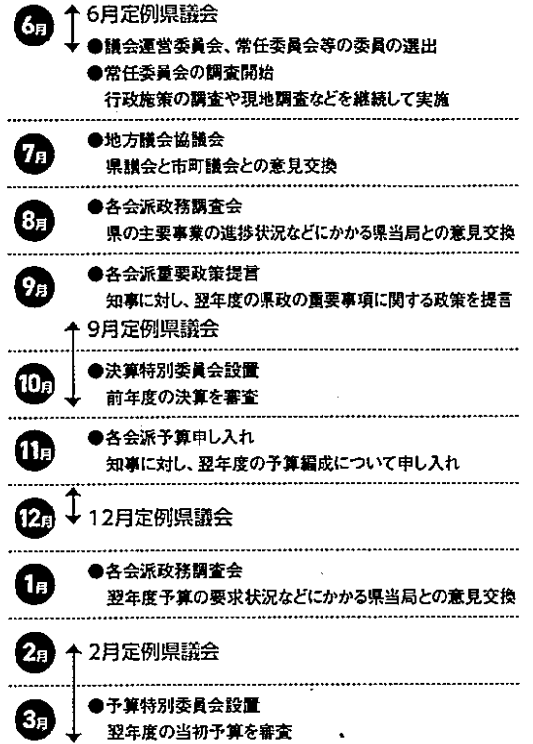 6月 6月定例県議会
●議会運営委員会、常任委員会等の委員の選出
●常任委員会の調査開始
行政施策の調査や現地調査などを継続して実施
7月 ●地方議会協議会
県議会と市町議会との意見交換
8月 ●各会派政務調査会
県の主要事業の進捗状況などにかかる県当局との意見交換
9月 ●各会派重要政策提言
知事に対し、翌年度の県政の重要事項に関する政策を提言
9月定例県議会
10月 ●決算特別委員会設置
前年度の決算を審査
11月 ●各会派予算申し入れ
知事に対し、翌年度の予算編成について申し入れ
12月 12月定例県議会
1月 ●各会派政務調査会
翌年度予算の要求状況などにかかる県当局との意見交換
2月 2月定例県議会
3月 ●予算特別委員会設置
翌年度の当初予算を審査